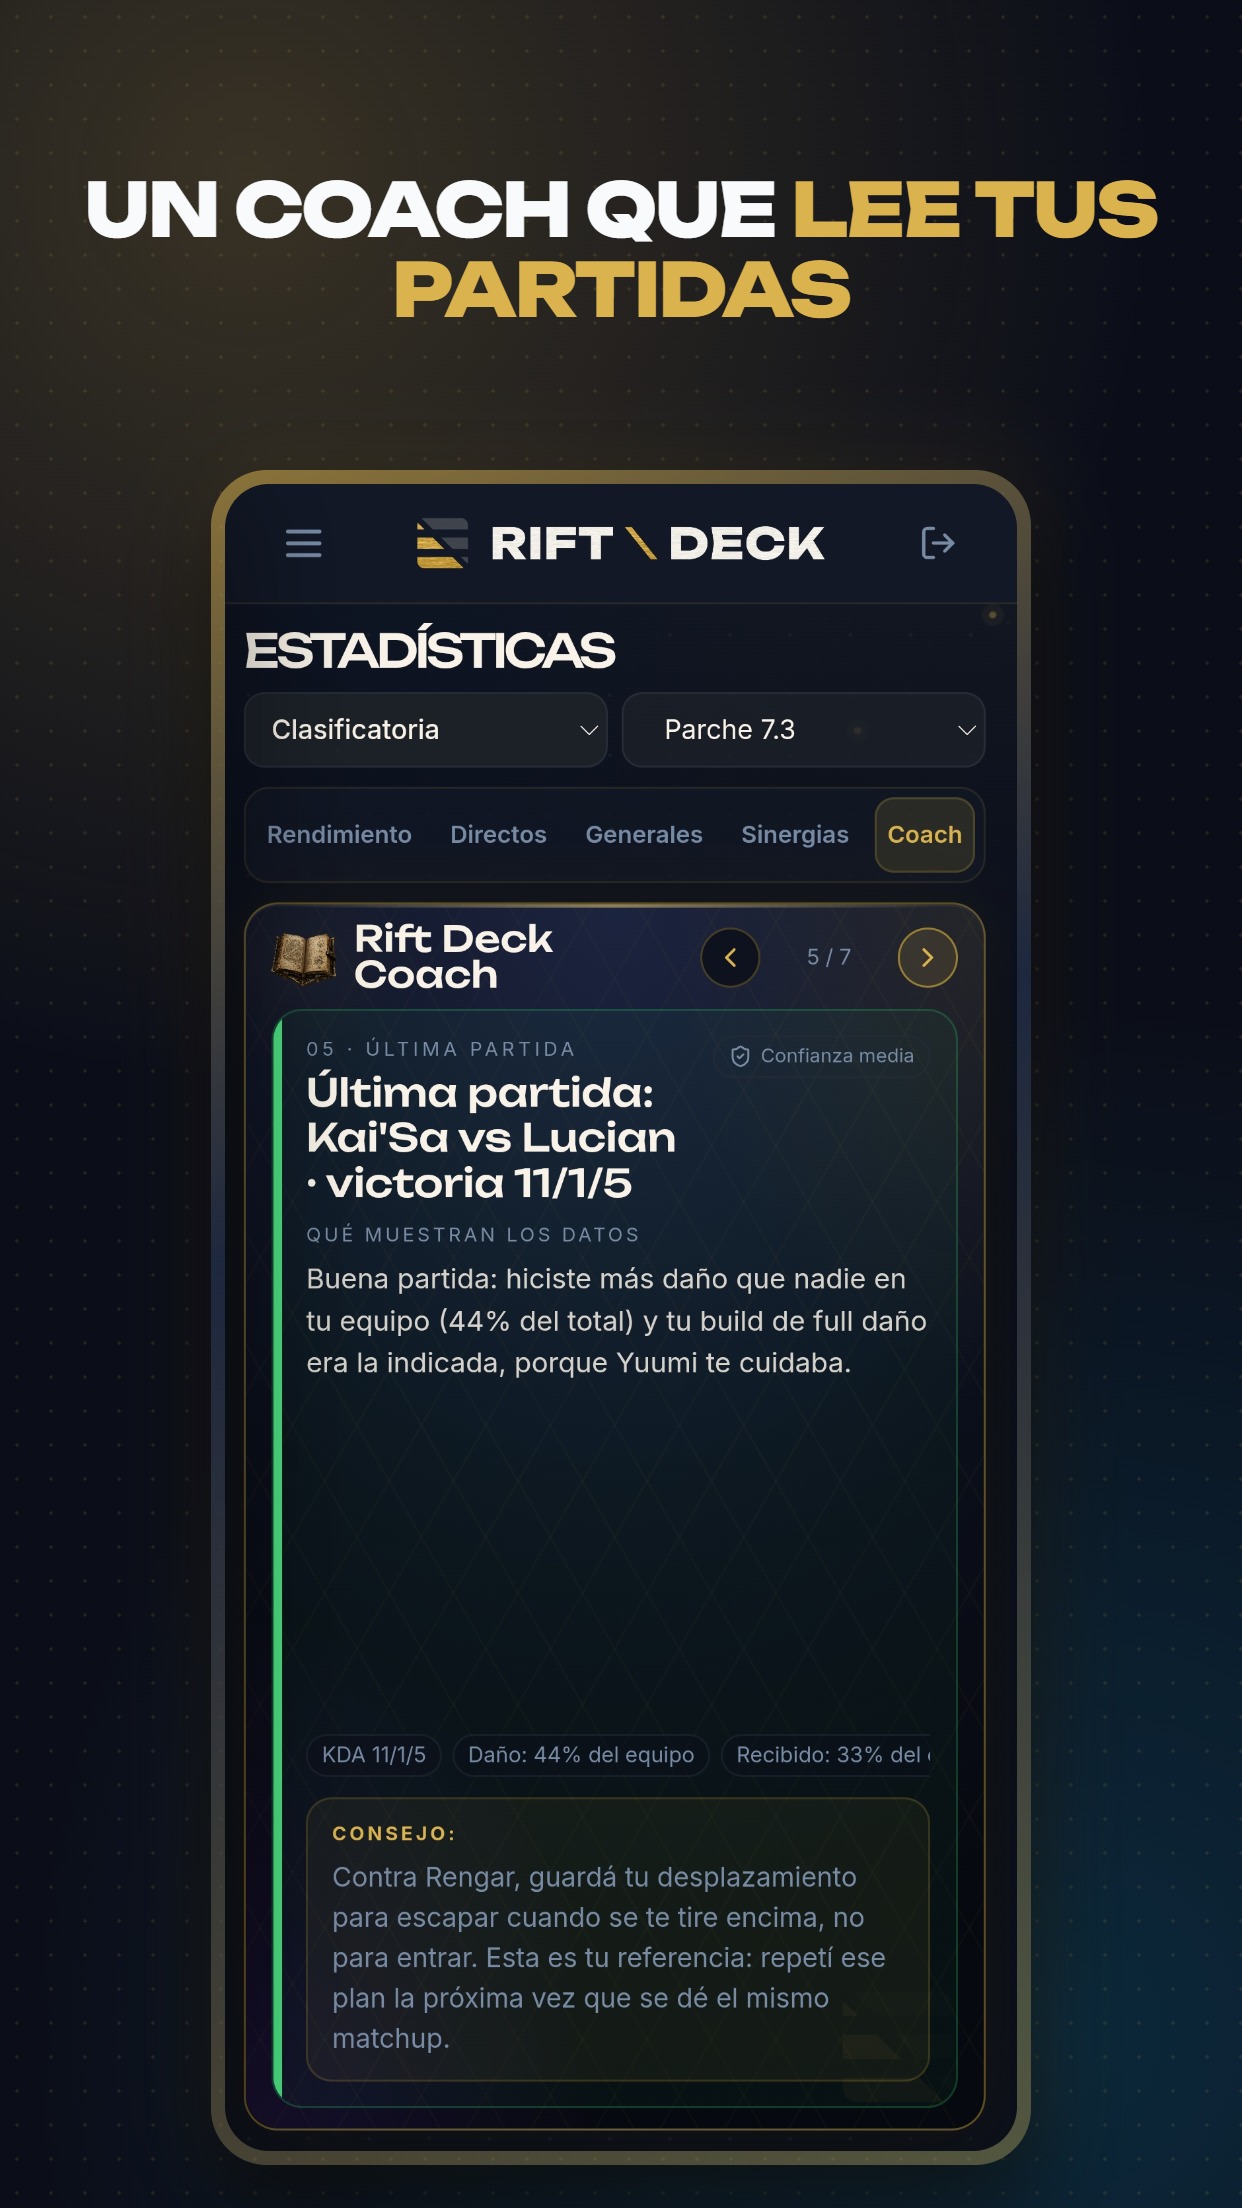 UN COACH QUE LEE TUS
PARTIDAS
RIFT \ DECK
ESTADÍSTICAS
Clasificatoria
Parche 7.3
Rendimiento Directos Generales Sinergias Coach
Rift Deck
Coach
5 / 7
05 · ÚLTIMA PARTIDA
Confianza media
Última partida:
Kai'Sa vs Lucian
· victoria 11/1/5
QUÉ MUESTRAN LOS DATOS
Buena partida: hiciste más daño que nadie en
tu equipo (44% del total) y tu build de full daño
era la indicada, porque Yuumi te cuidaba.
KDA 11/1/5
Daño: 44% del equipo
Recibido: 33% del
CONSEJO:
Contra Rengar, guardá tu desplazamiento
para escapar cuando se te tire encima, no
para entrar. Esta es tu referencia: repetí ese
plan la próxima vez que se dé el mismo
matchup.